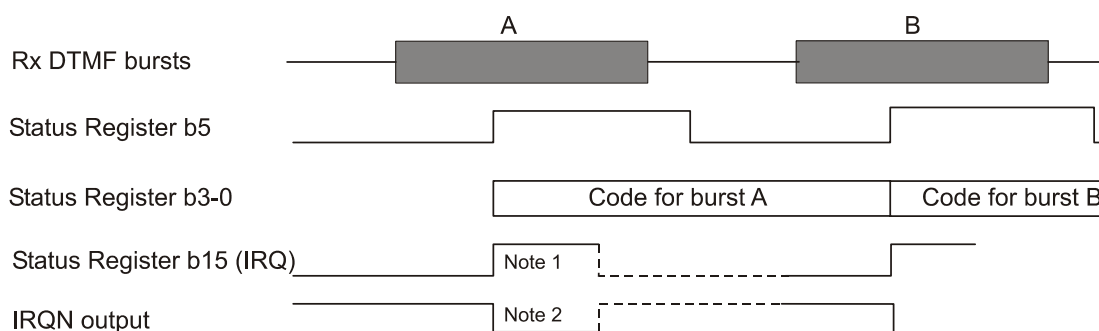 A
B
Rx DTMF bursts
Status Register b5
Status Register b3-0
Code for burst A
Code for burst B
Status Register b15 (IRQ)
Note 1
IRQN output
Note 2